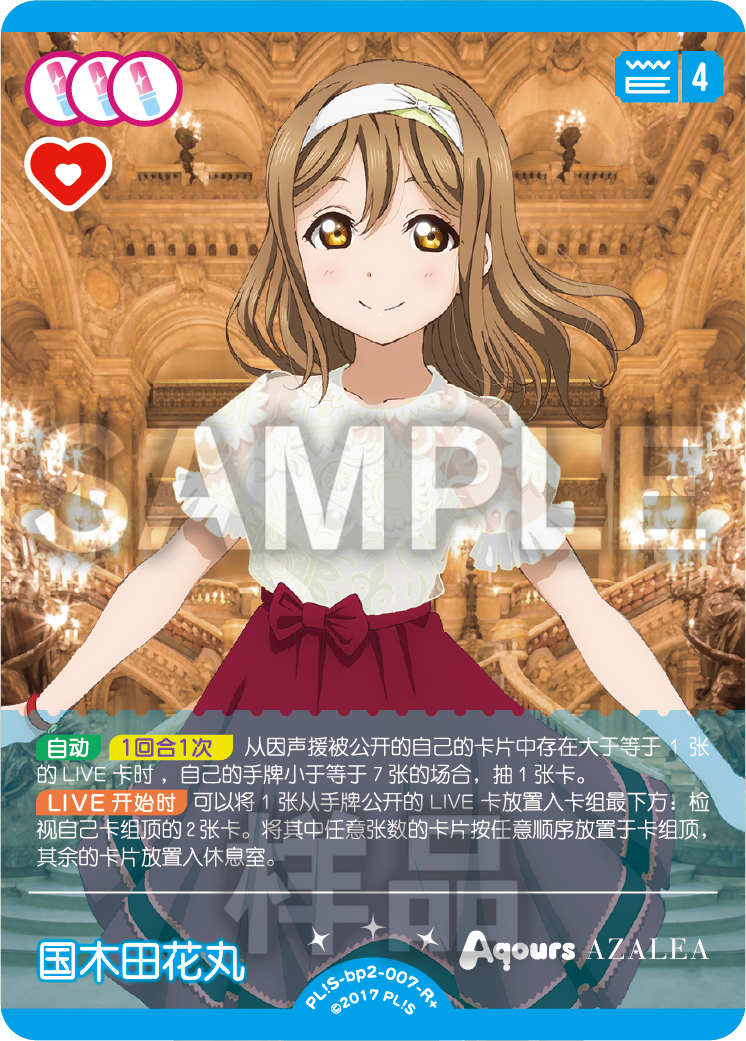 4
SAMPLE
自动 1回合1次 从因声援被公开的自己的卡片中存在大于等于 1 张
的 LIVE 卡时，自己的手牌小于等于 7 张的场合，抽 1 张卡。
LIVE 开始时 可以将 1 张从手牌公开的 LIVE 卡放置入卡组最下方：检
视自己卡组顶的 2 张卡。将其中任意张数的卡片按任意顺序放置于卡组顶，
其余的卡片放置入休息室。
样品
国木田花丸
Aqours AZALEA
PL!S-bp2-007-R+
©2017 PL!S